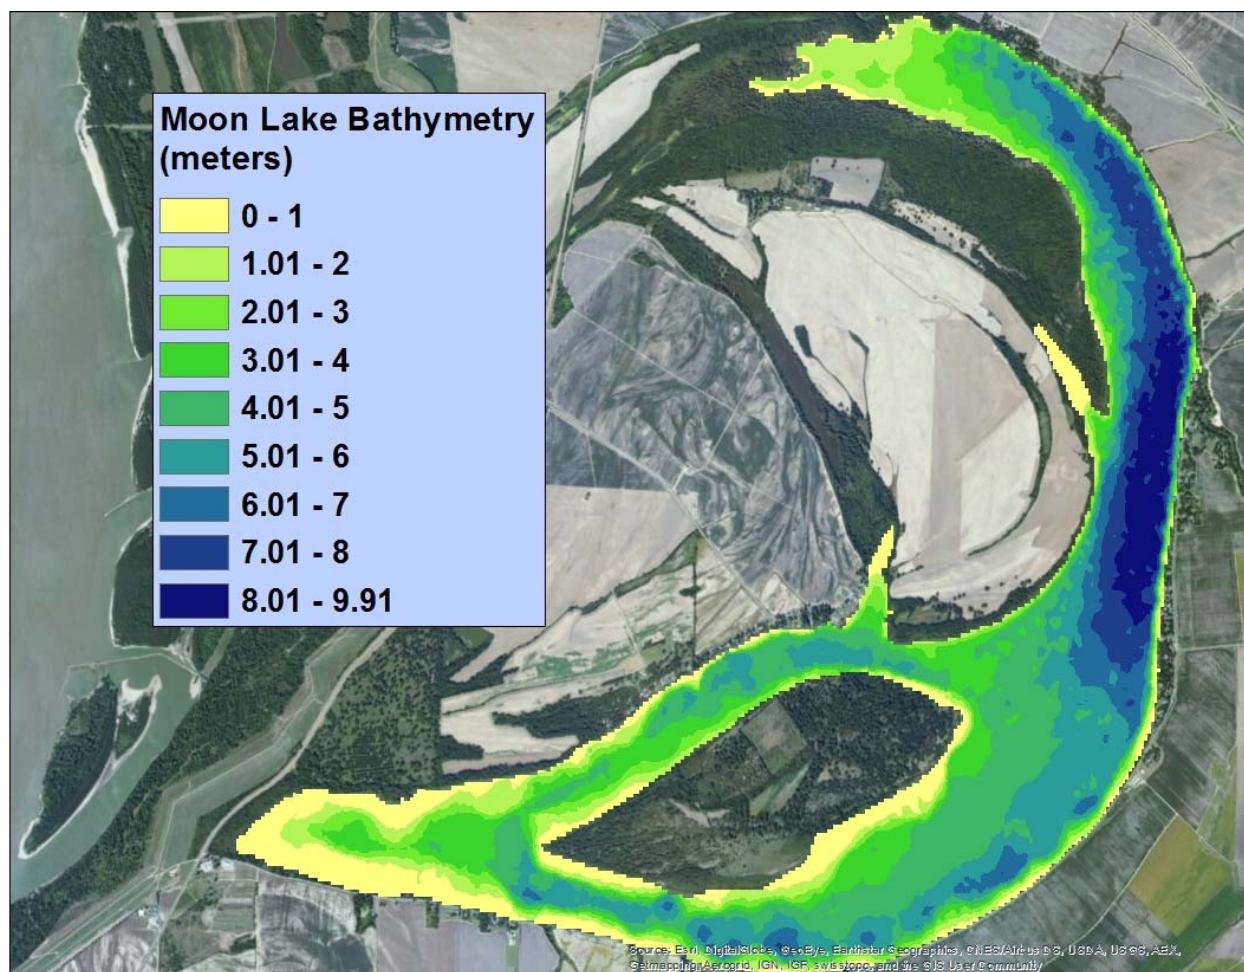 Moon Lake Bathymetry
(meters)
0 - 1
1.01 - 2
2.01 - 3
3.01 - 4
4.01 - 5
5.01 - 6
6.01 - 7
7.01 - 8
8.01 - 9.91
Source: Esri, DigitalGlobe, GeoEye, Earthstar Geographics, CNES/Airbus DS, USDA, USGS, AEX,
Getmapping, Aerogrid, IGN, IGP, swisstopo, and the GIS User Community